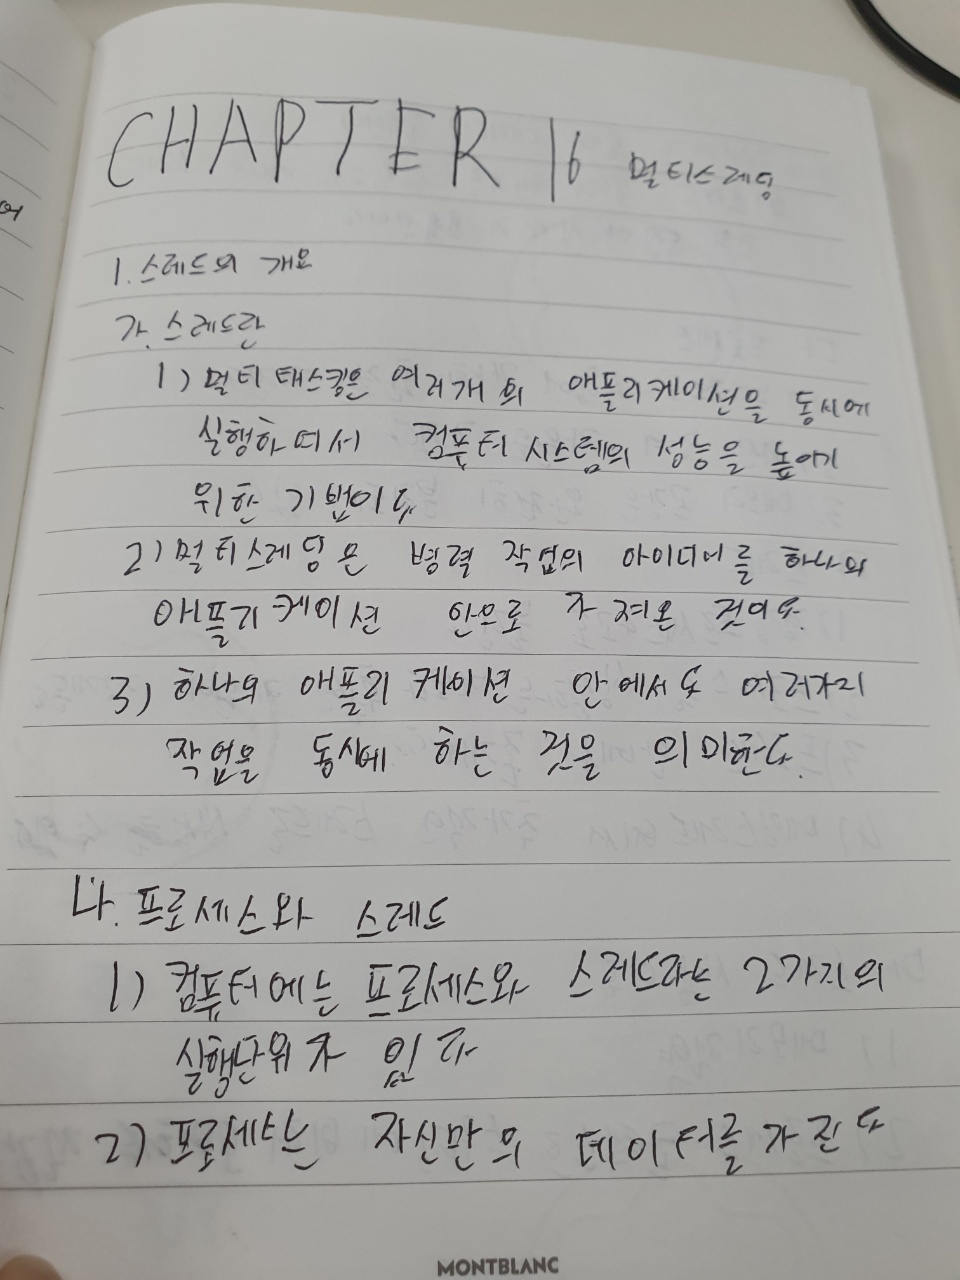 CHAPTER 16 멀티스레딩
1. 스레드의 개요
가. 스레드란
1) 멀티 태스킹은 여러개의 애플리케이션을 동시에
실행하며서 컴퓨터 시스템의 성능을 높이기
위한 기법이다.
2) 멀티스레딩은 병렬 작업의 아이디어를 하나의
애플리케이션 안으로 가져온 것이다.
3) 하나의 애플리케이션 안에서도 여러가지
작업을 동시에 하는 것을 의미한다.
나. 프로세스와 스레드
1) 컴퓨터에는 프로세스와 스레드라는 2가지의
실행단위가 있다
2) 프로세스는 자신만의 데이터를 가진다
MONTBLANC